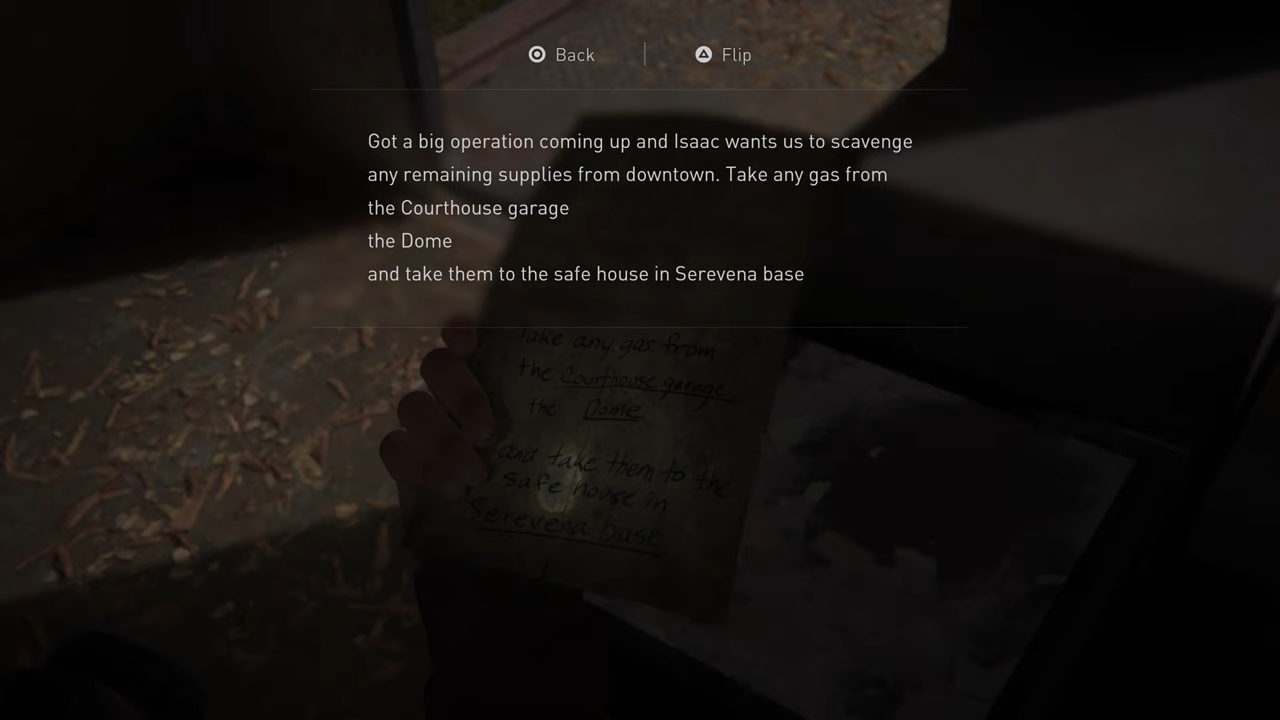 Back
Flip
Got a big operation coming up and Isaac wants us to scavenge
any remaining supplies from downtown. Take any gas from
the Courthouse garage
the Dome
and take them to the safe house in Serevena base
take any gas from
the Courthouse garage
the Dome
and take them to the
safe house in
Serevena base